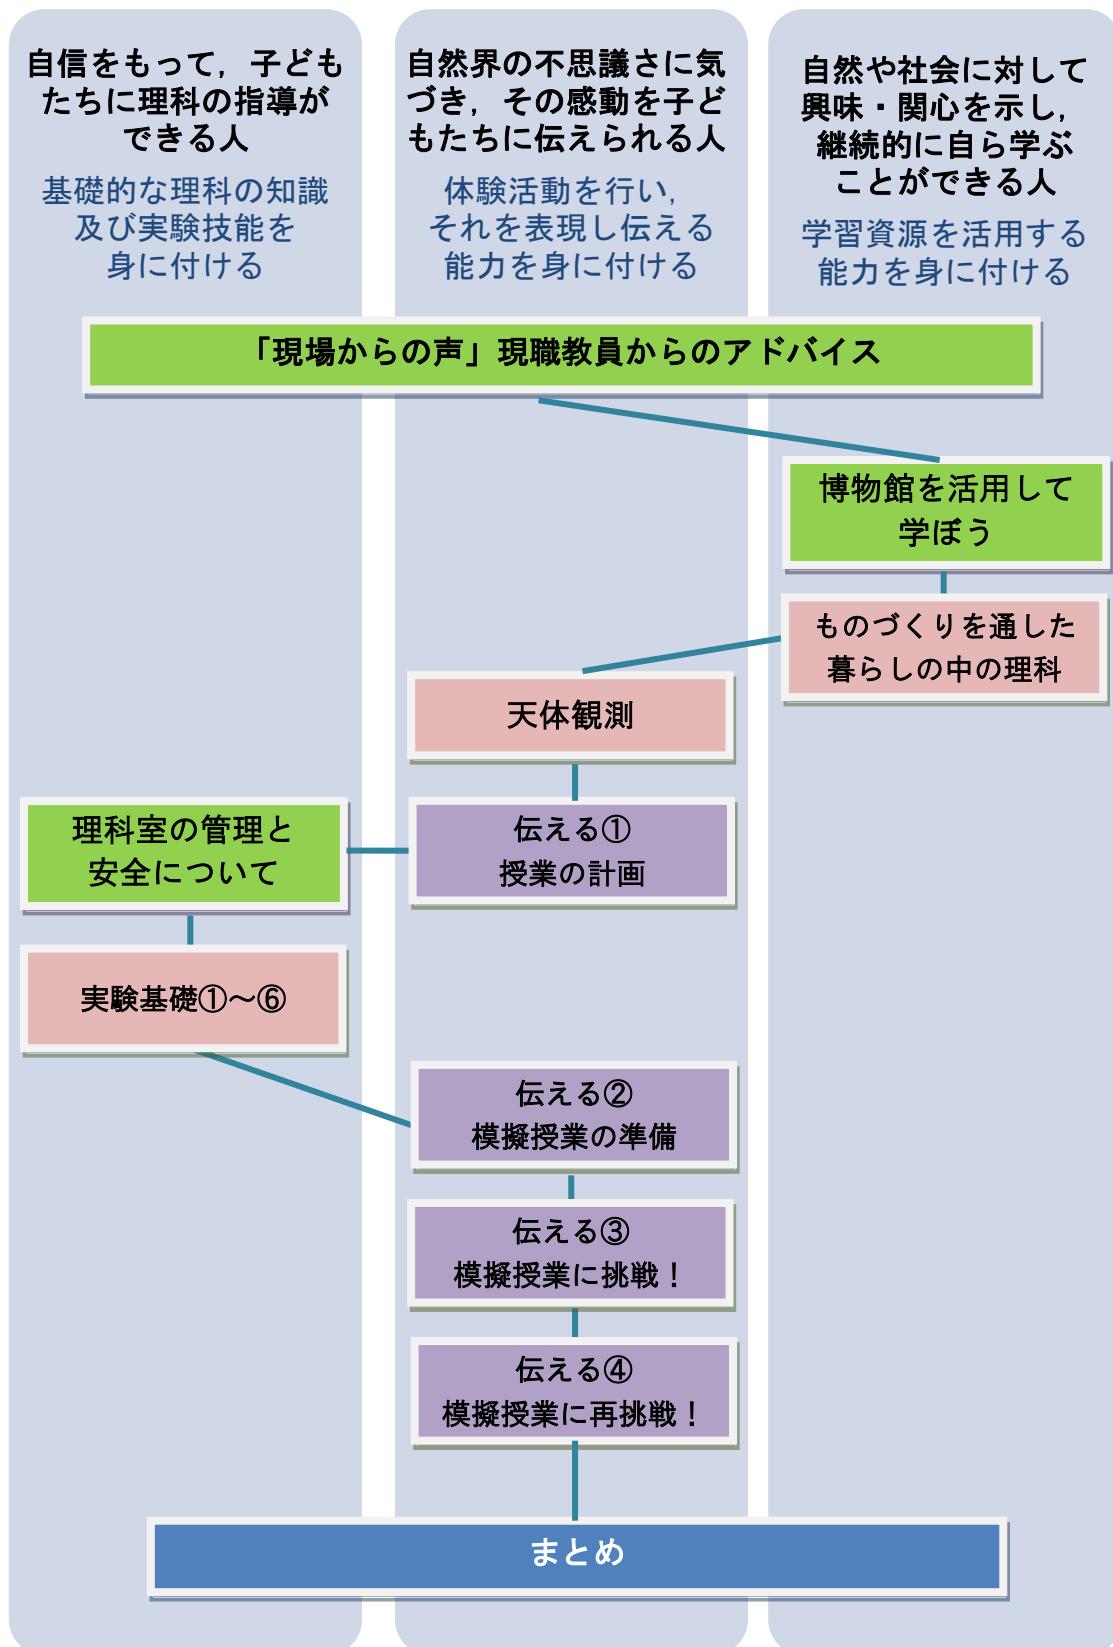 自信をもって，子ども
たちに理科の指導が
できる人
基礎的な理科の知識
及び実験技能を
身に付ける
自然界の不思議さに気
づき，その感動を子ど
もたちに伝えられる人
体験活動を行い，
それを表現し伝える
能力を身に付ける
自然や社会に対して
興味・関心を示し，
継続的に自ら学ぶ
ことができる人
学習資源を活用する
能力を身に付ける
「現場からの声」現職教員からのアドバイス
博物館を活用して
学ぼう
ものづくりを通した
暮らしの中の理科
天体観測
伝える①
授業の計画
理科室の管理と
安全について
実験基礎①～⑥
伝える②
模擬授業の準備
伝える③
模擬授業に挑戦！
伝える④
模擬授業に再挑戦！
まとめ